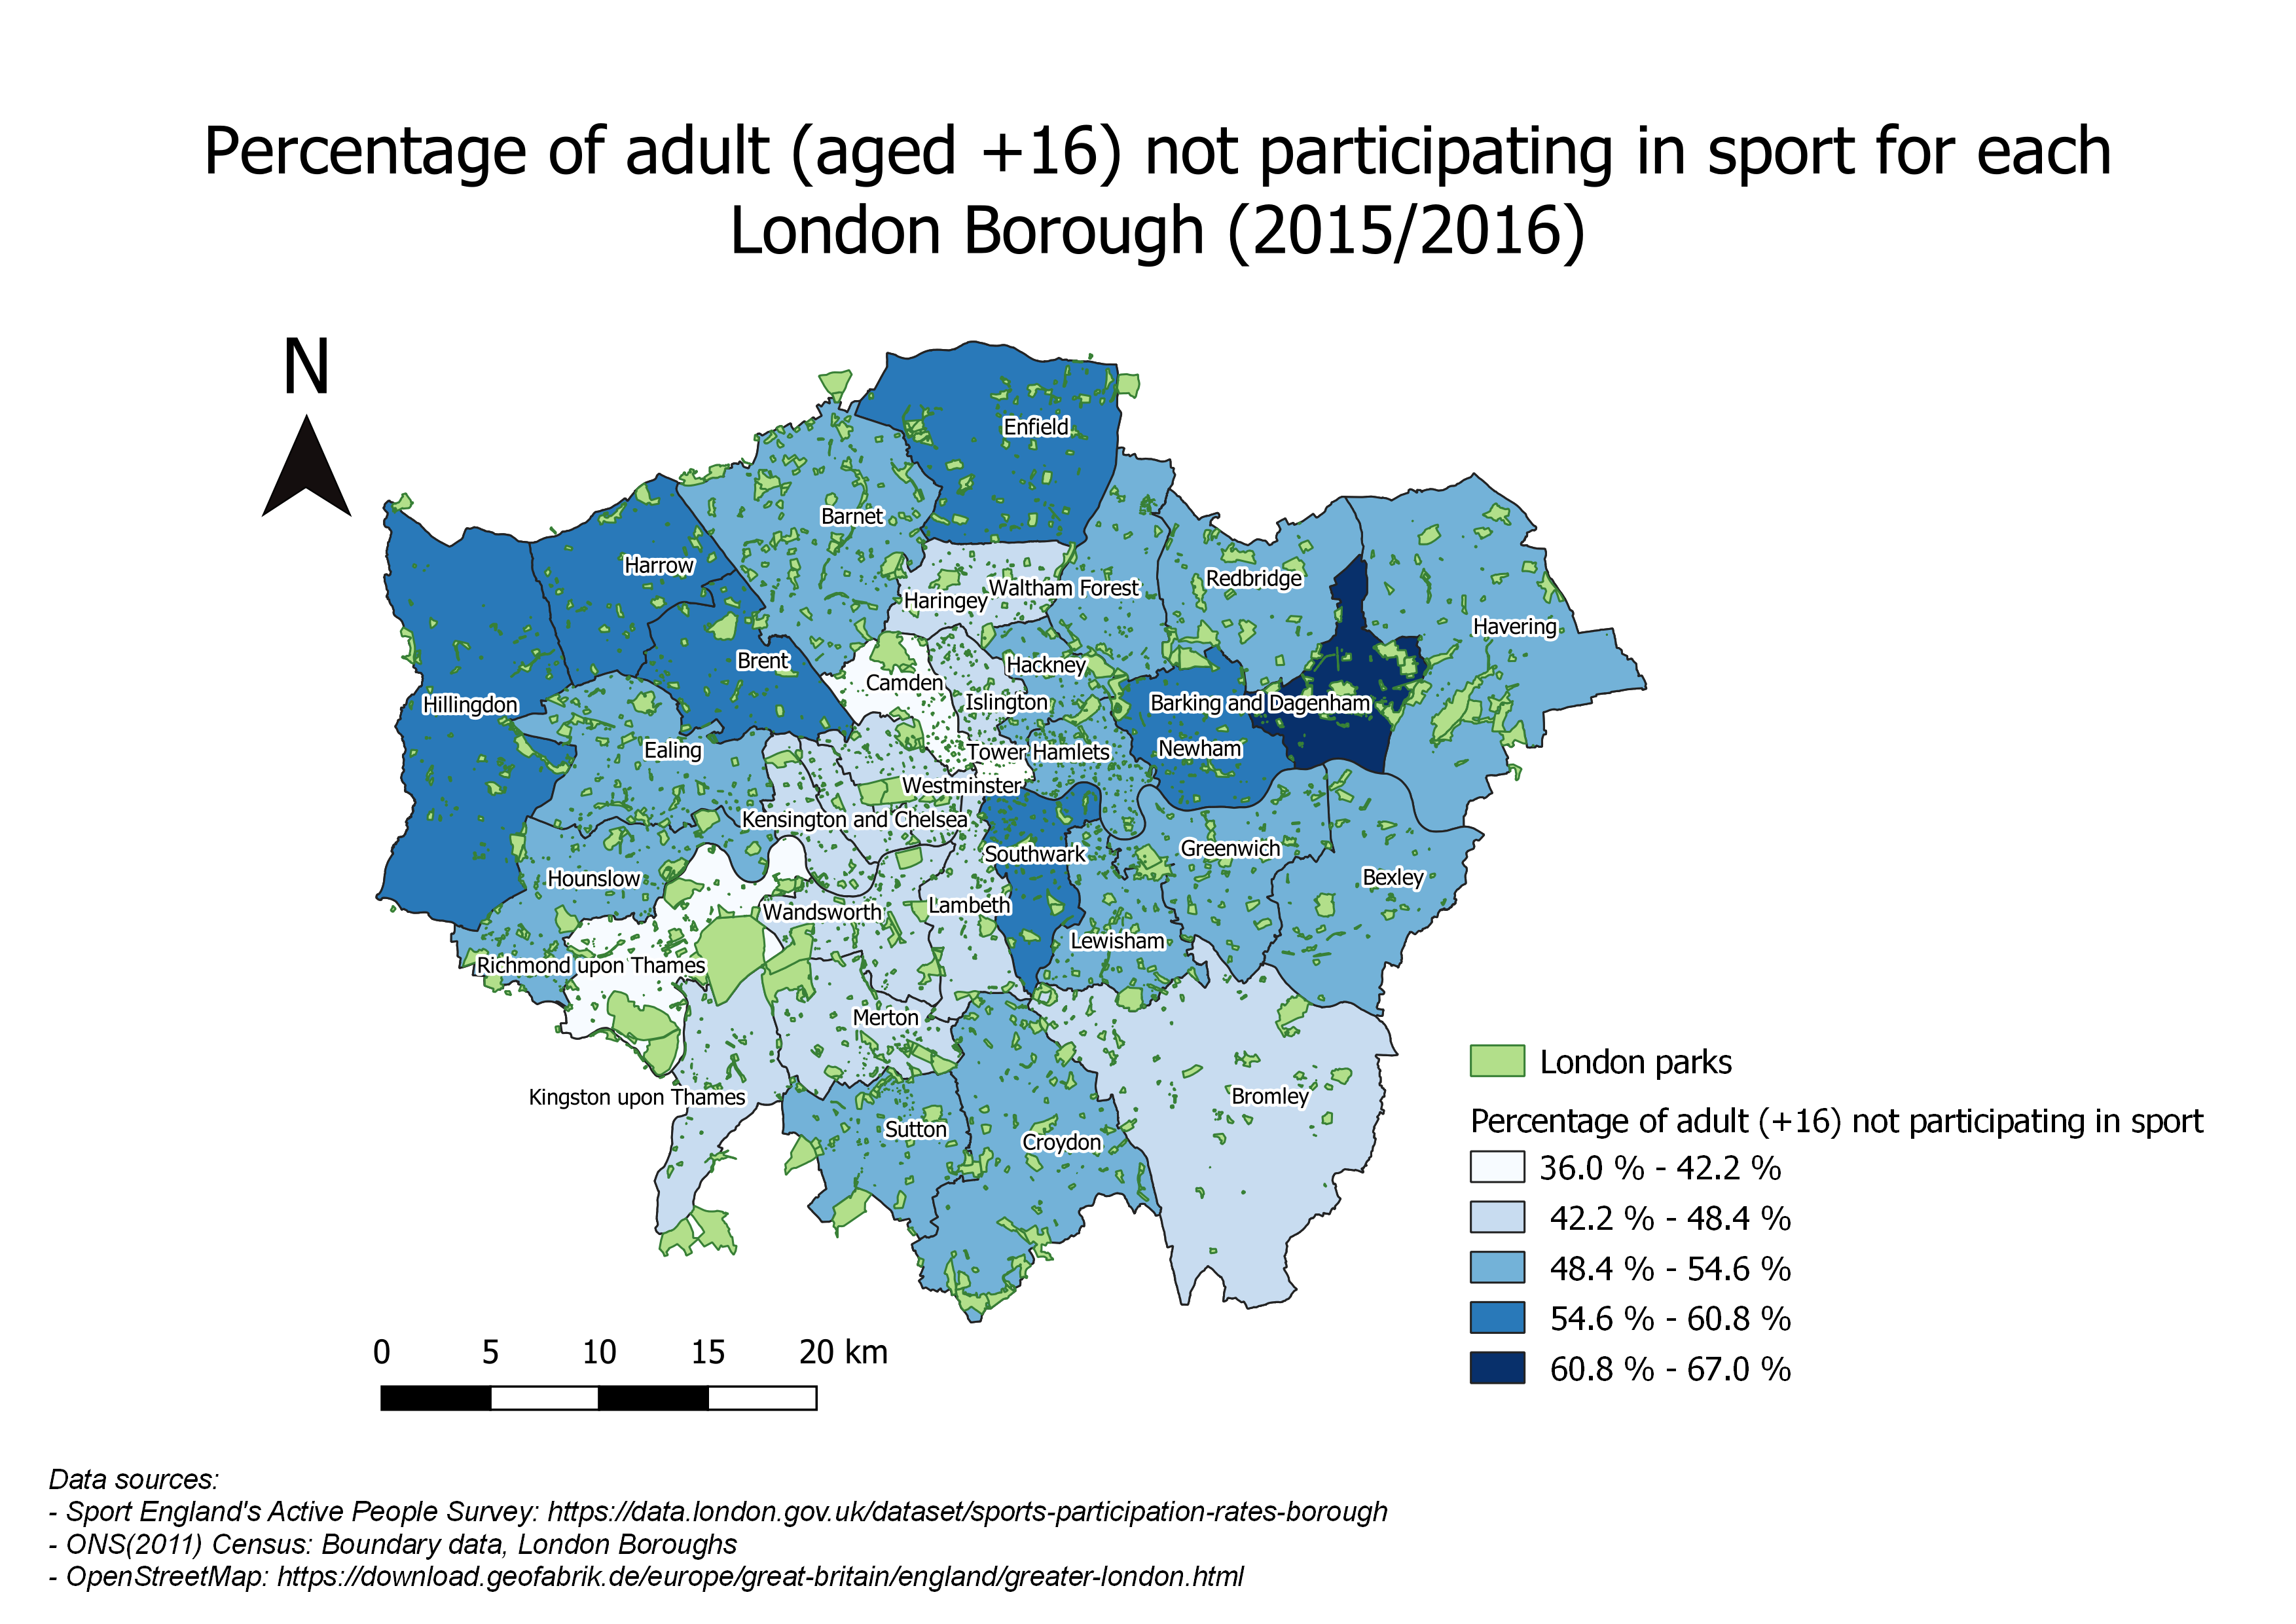 Percentage of adult (aged +16) not participating in sport for each
London Borough (2015/2016)
N
Enfield
Barnet
Harrow
Redbridge
Waltham Forest
Haringey
Havering
Brent
Hackney
Camden
Islington
Barking and Dagenham
Hillingdon
Ealing
Tower Hamlets
Newham
Westminster
Kensington and Chelsea
Southwark
Greenwich
Hounslow
Bexley
Lambeth
Wandsworth
Lewisham
Richmond upon Thames
Merton
Kingston upon Thames
Bromley
Sutton
Croydon
London parks
Percentage of adult (+16) not participating in sport
36.0 % - 42.2 %
42.2 % - 48.4 %
48.4 % - 54.6 %
54.6 % - 60.8 %
60.8 % - 67.0 %
0 5 10 15 20 km
Data sources:
- Sport England's Active People Survey: https://data.london.gov.uk/dataset/sports-participation-rates-borough
- ONS(2011) Census: Boundary data, London Boroughs
- OpenStreetMap: https://download.geofabrik.de/europe/great-britain/england/greater-london.html